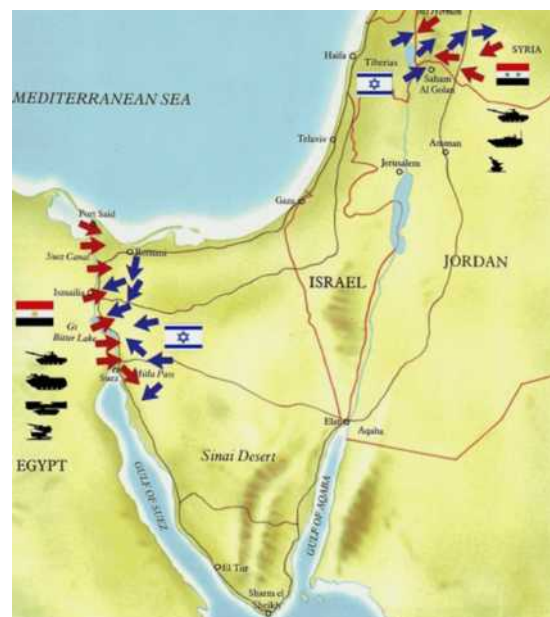 Haifa
Tiberias
SYRIA
Saham
Al Golan
MEDITERRANEAN SEA
Telaviv
Amman
Jerusalem
Gaza
Port Said
Suez Canal
Romani
JORDAN
ISRAEL
Ismailia
Gt
Bitter Lake
Mitla Pass
Suez
Elat
Aqaba
Sinai Desert
EGYPT
GULF OF SUEZ
GULF OF AQABA
El Tur
Sharm el
Sheikh